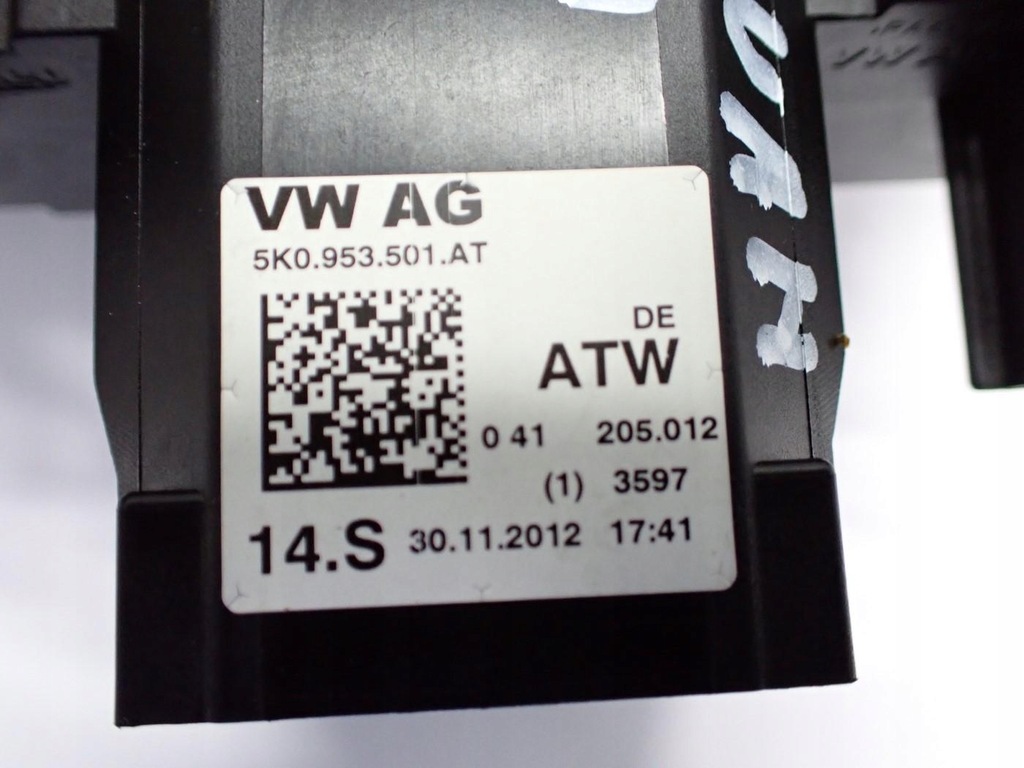 VW AG
5K0.953.501.AT
DE
ATW
0 41 205.012
(1) 3597
14.S 30.11.2012 17:41